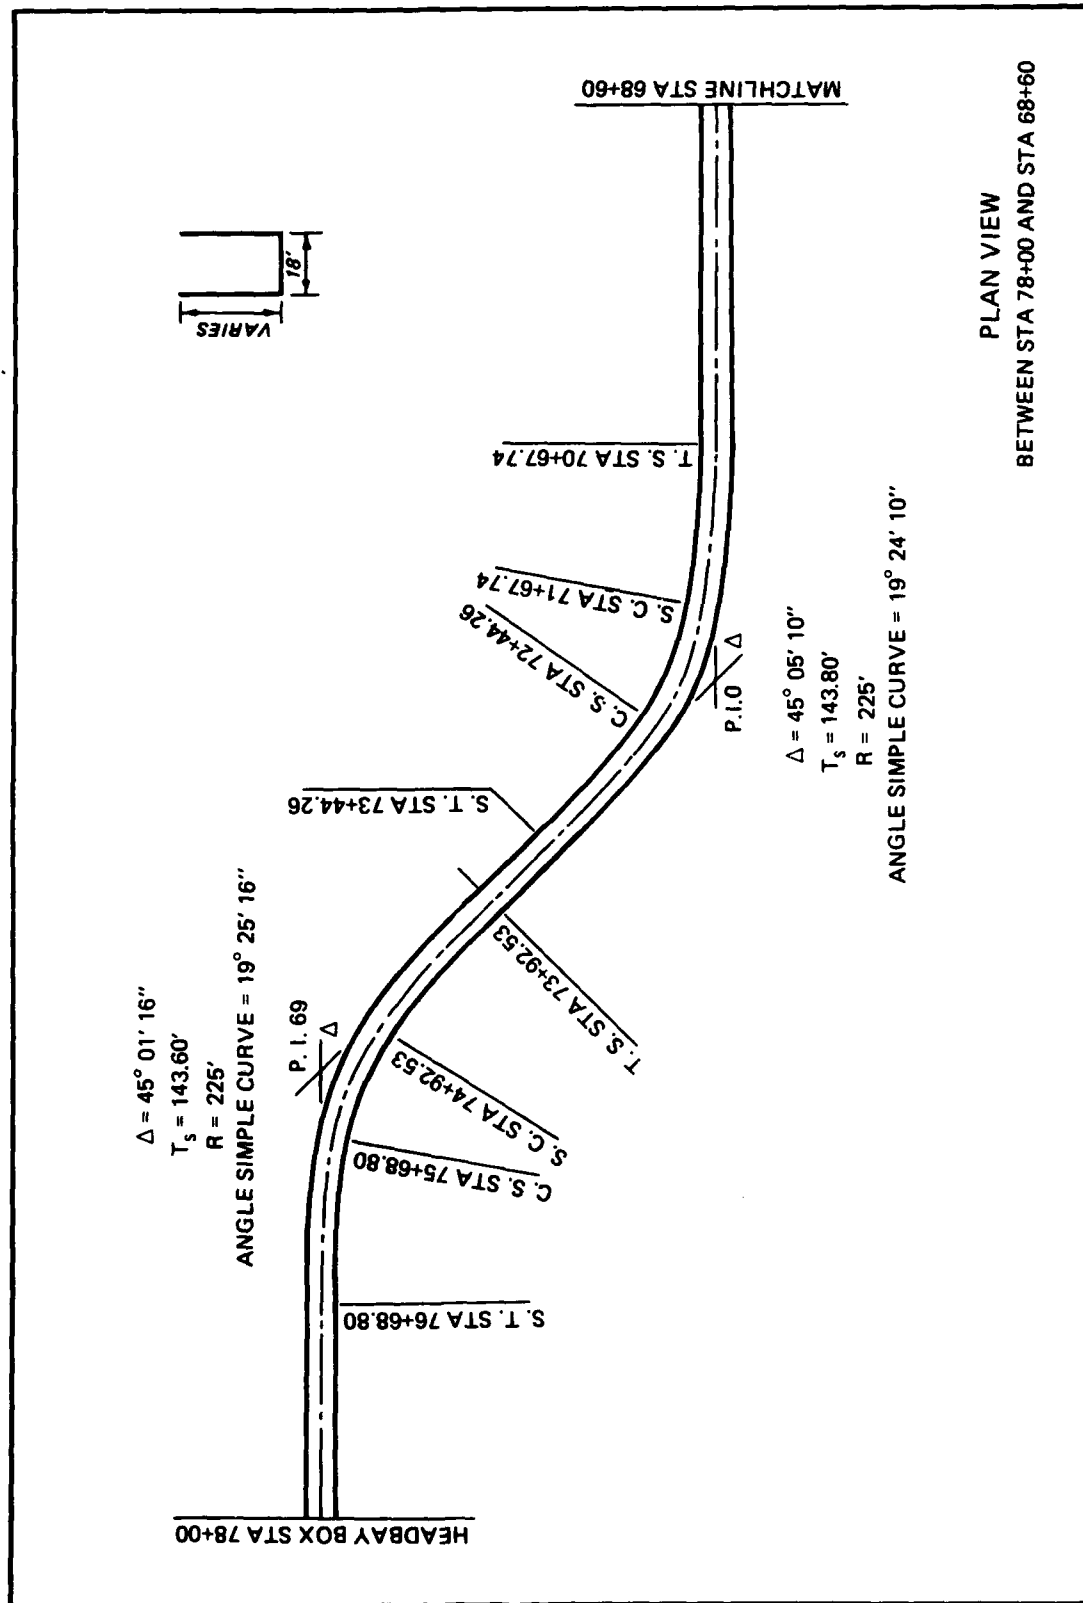 HEADBAY BOX STA 78+00
S. T. STA 76+68.80
C. S. STA 75+68.80
S. C. STA 74+92.53
T. S. STA 73+92.53
Δ = 45° 01' 16"
Ts = 143.60'
R = 225'
ANGLE SIMPLE CURVE = 19° 25' 16"
P. I. 69
Δ
S. T. STA 73+44.26
C. S. STA 72+44.26
S. C. STA 71+67.74
T. S. STA 70+67.74
P.I.0
Δ
Δ = 45° 05' 10"
Ts = 143.80'
R = 225'
ANGLE SIMPLE CURVE = 19° 24' 10"
VARIES
18'
MATCHLINE STA 68+60
PLAN VIEW
BETWEEN STA 78+00 AND STA 68+60